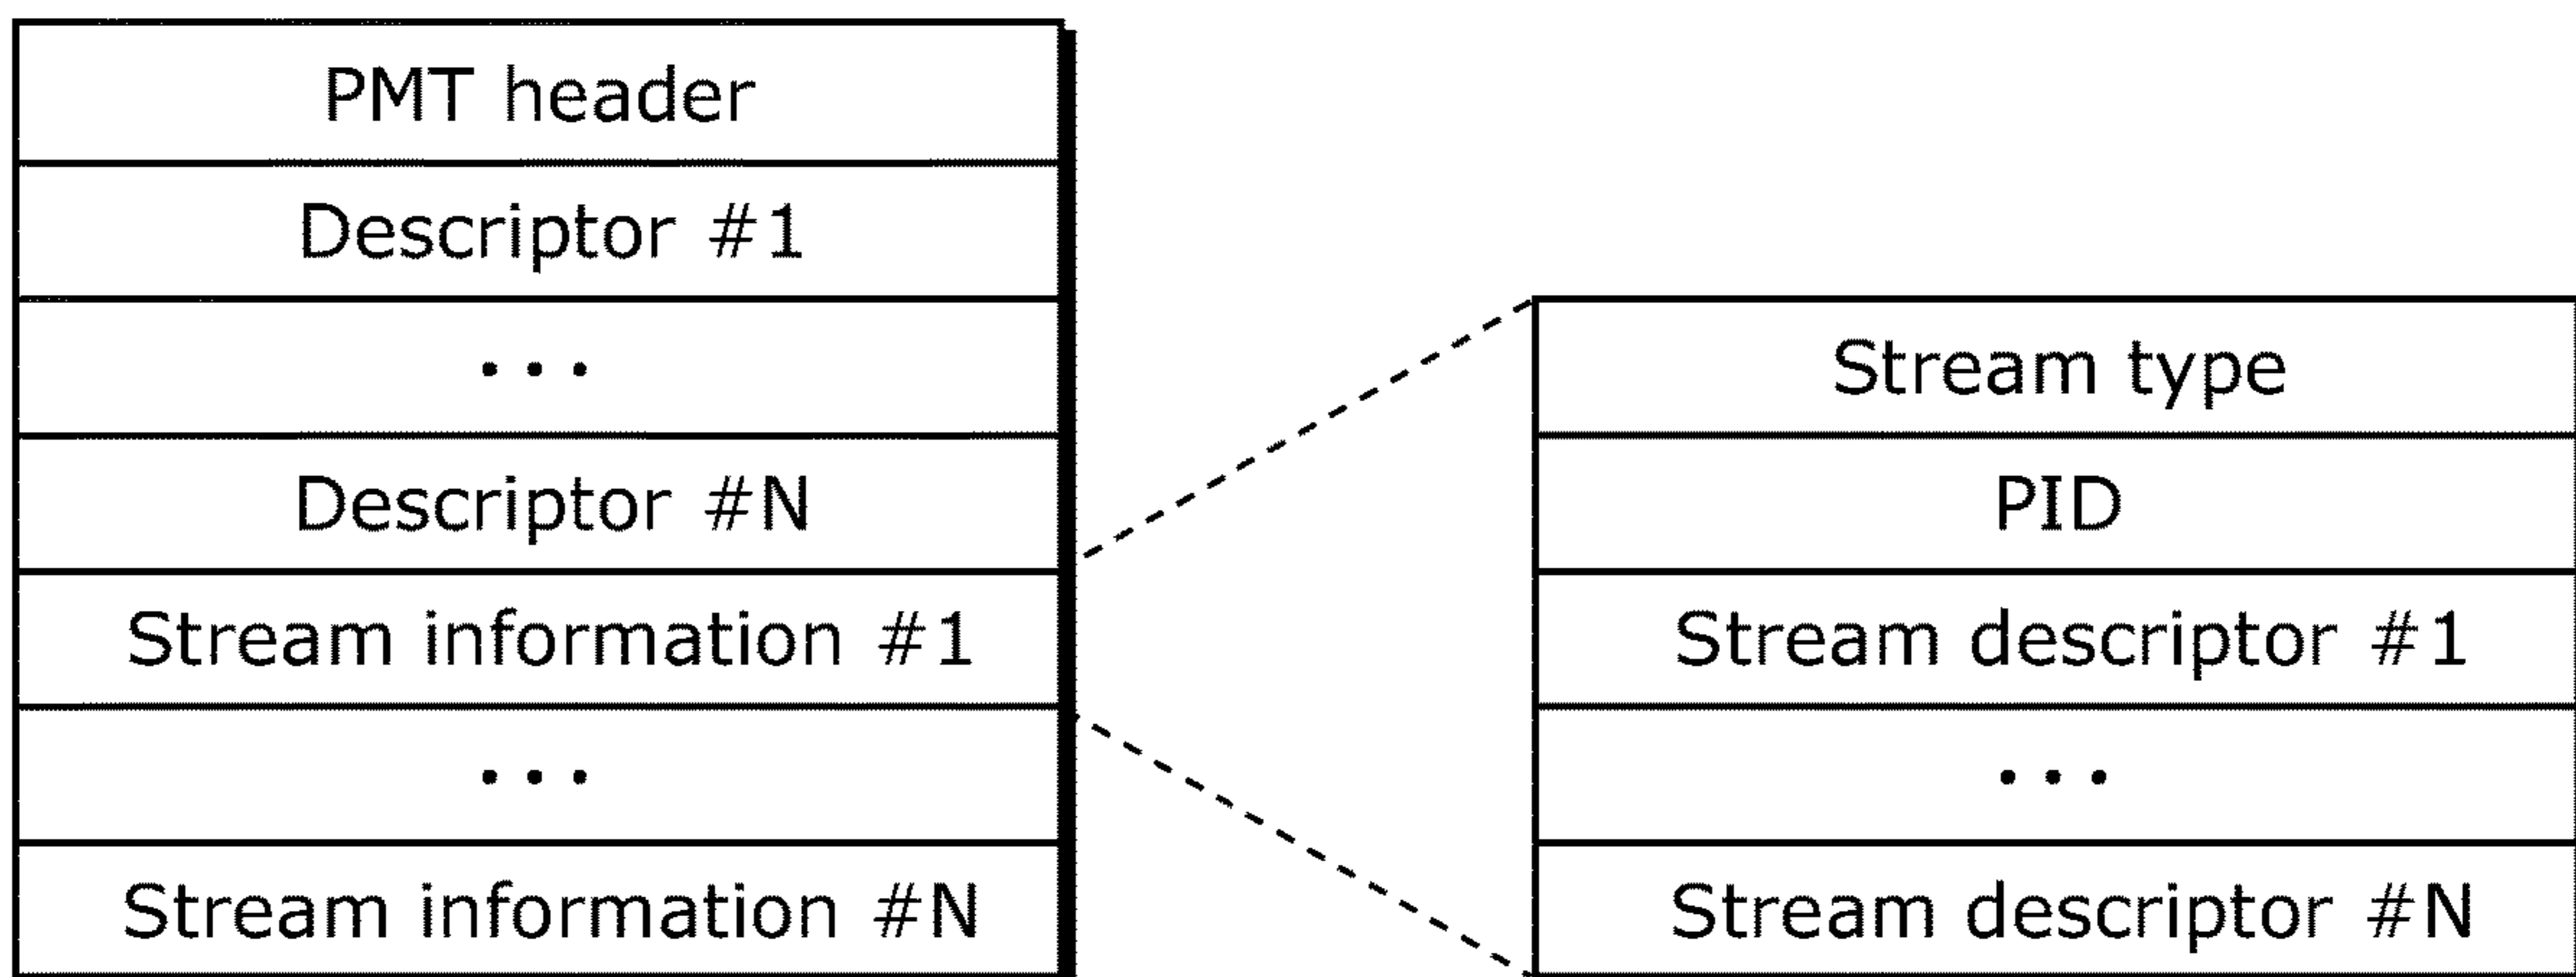 PMT header
Descriptor #1
...
Descriptor #N
Stream information #1
...
Stream information #N
Stream type
PID
Stream descriptor #1
...
Stream descriptor #N